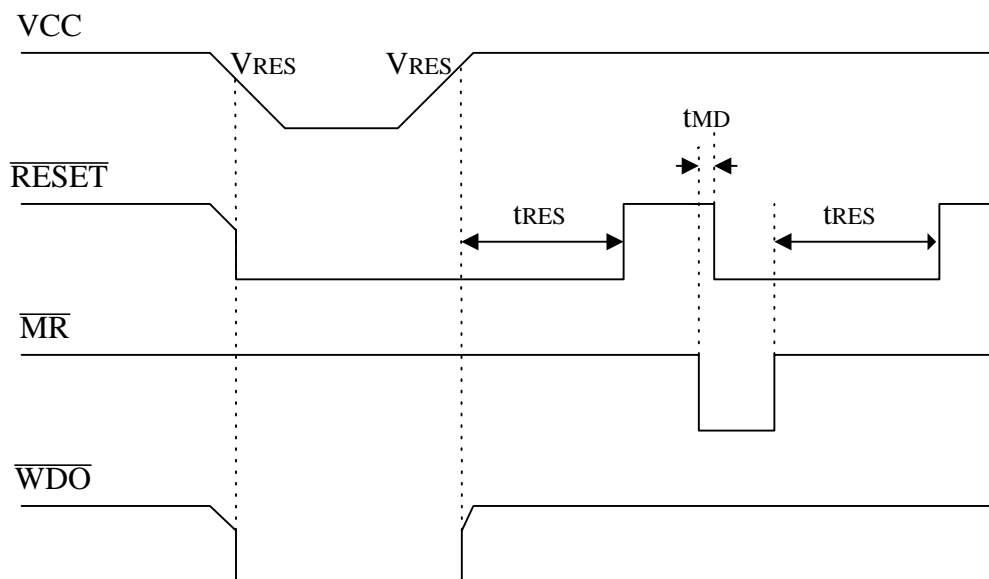 VCC
VRES VRES
tMD
RESET
tRES tRES
MR
WDO